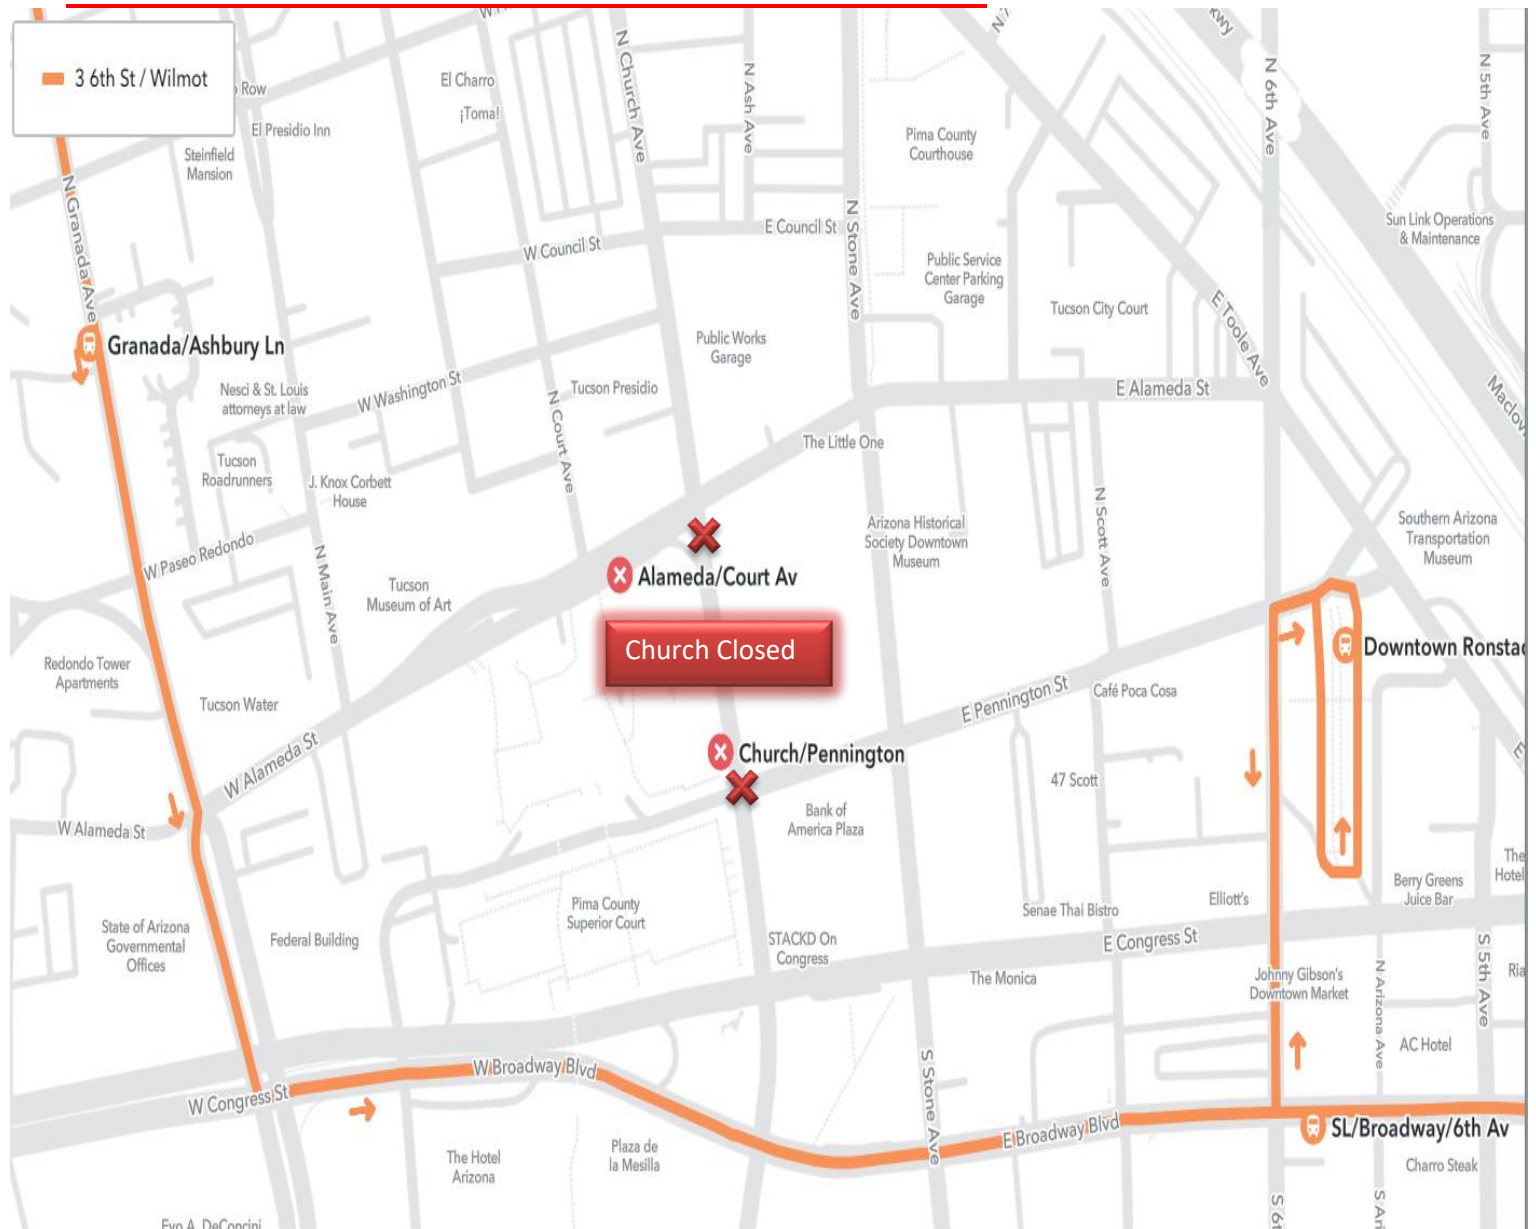 3 6th St / Wilmot
Row
El Charro
¡Toma!
El Presidio Inn
Steinfield
Mansion
N Church Ave
N Ash Ave
Pima County
Courthouse
N 6th Ave
N 5th Ave
N Granada Ave
W Council St
E Council St
N Stone Ave
Sun Link Operations
& Maintenance
Public Service
Center Parking
Garage
Tucson City Court
E Toole Ave
Granada/Ashbury Ln
Public Works
Garage
Nesci & St. Louis
attorneys at law
W Washington St
Tucson Presidio
E Alameda St
N Court Ave
The Little One
Tucson
Roadrunners
J. Knox Corbett
House
N Scott Ave
Arizona Historical
Society Downtown
Museum
Southern Arizona
Transportation
Museum
W Paseo Redondo
N Main Ave
Tucson
Museum of Art
Alameda/Court Av
Church Closed
Downtown
Redondo Tower
Apartments
Tucson Water
E Pennington St
Café Poca Cosa
W Alameda St
Church/Pennington
47 Scott
W Alameda St
Bank of
America Plaza
The
Hotel
Berry Greens
Juice Bar
Elliott's
Pima County
Superior Court
Senae Thai Bistro
State of Arizona
Governmental
Offices
Federal Building
STACKD On
Congress
E Congress St
S 5th Ave
The Monica
Johnny Gibson's
Downtown Market
N Arizona Ave
AC Hotel
W Broadway Blvd
S Stone Ave
W Congress St
E Broadway Blvd
SL/Broadway/6th Av
The Hotel
Arizona
Plaza de
la Mesilla
Charro Steak
Evo A. DeConcini